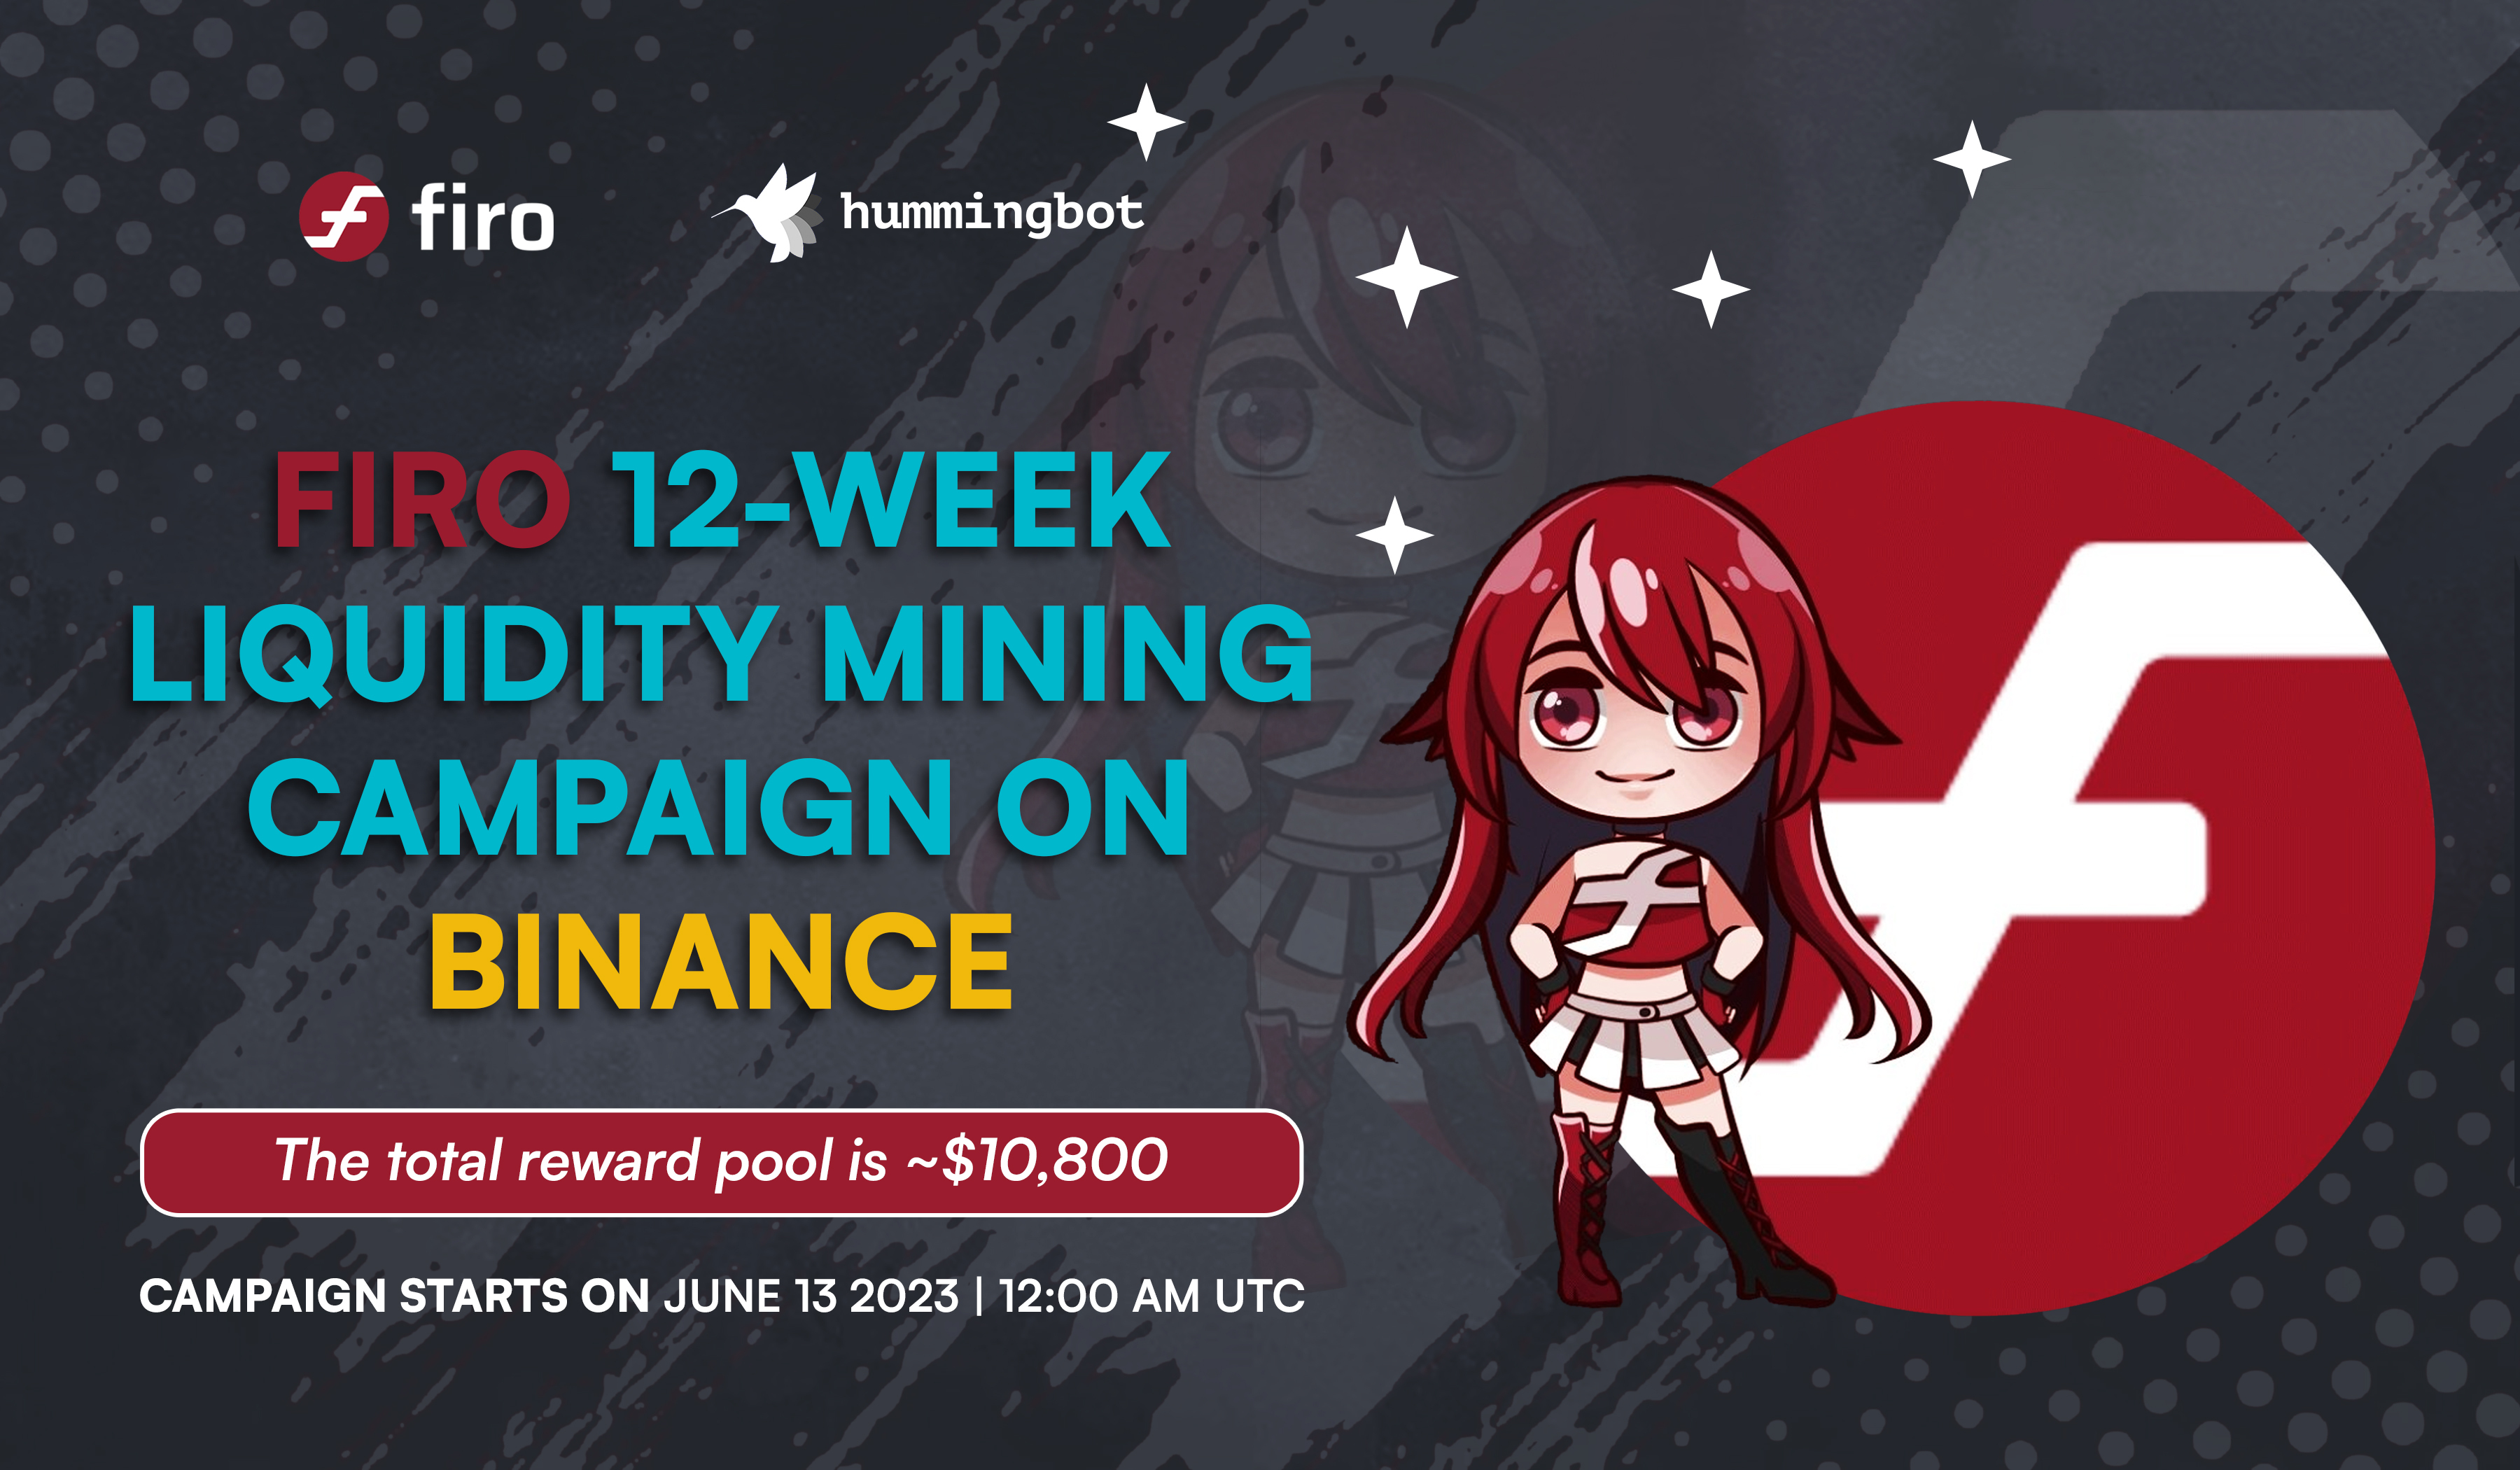 firo
hummingbot
FIRO 12-WEEK
LIQUIDITY MINING
CAMPAIGN ON
BINANCE
The total reward pool is ~$10,800
CAMPAIGN STARTS ON JUNE 13 2023 | 12:00 AM UTC